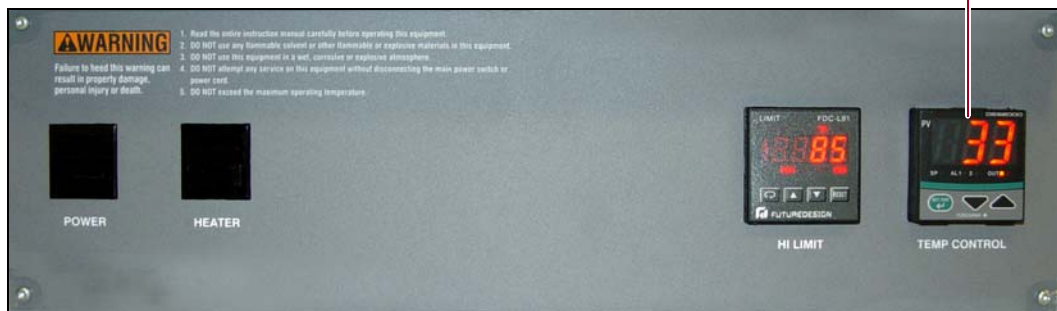 WARNING
Failure to heed this warning can
result in property damage,
personal injury or death.
1. Read the entire instruction manual carefully before operating this equipment.
2. DO NOT use any flammable solvent or other flammable or explosive materials in this equipment.
3. DO NOT use this equipment in a wet, corrosive or explosive atmosphere.
4. DO NOT attempt any service on this equipment without disconnecting the main power switch or
power cord.
5. DO NOT exceed the maximum operating temperature.
POWER
HEATER
LIMIT FDC-L91
85
RESET
FUTUREDESIGN
HI LIMIT
PV
33
SP AL1 2 OUT
YOKOGAWA
TEMP CONTROL